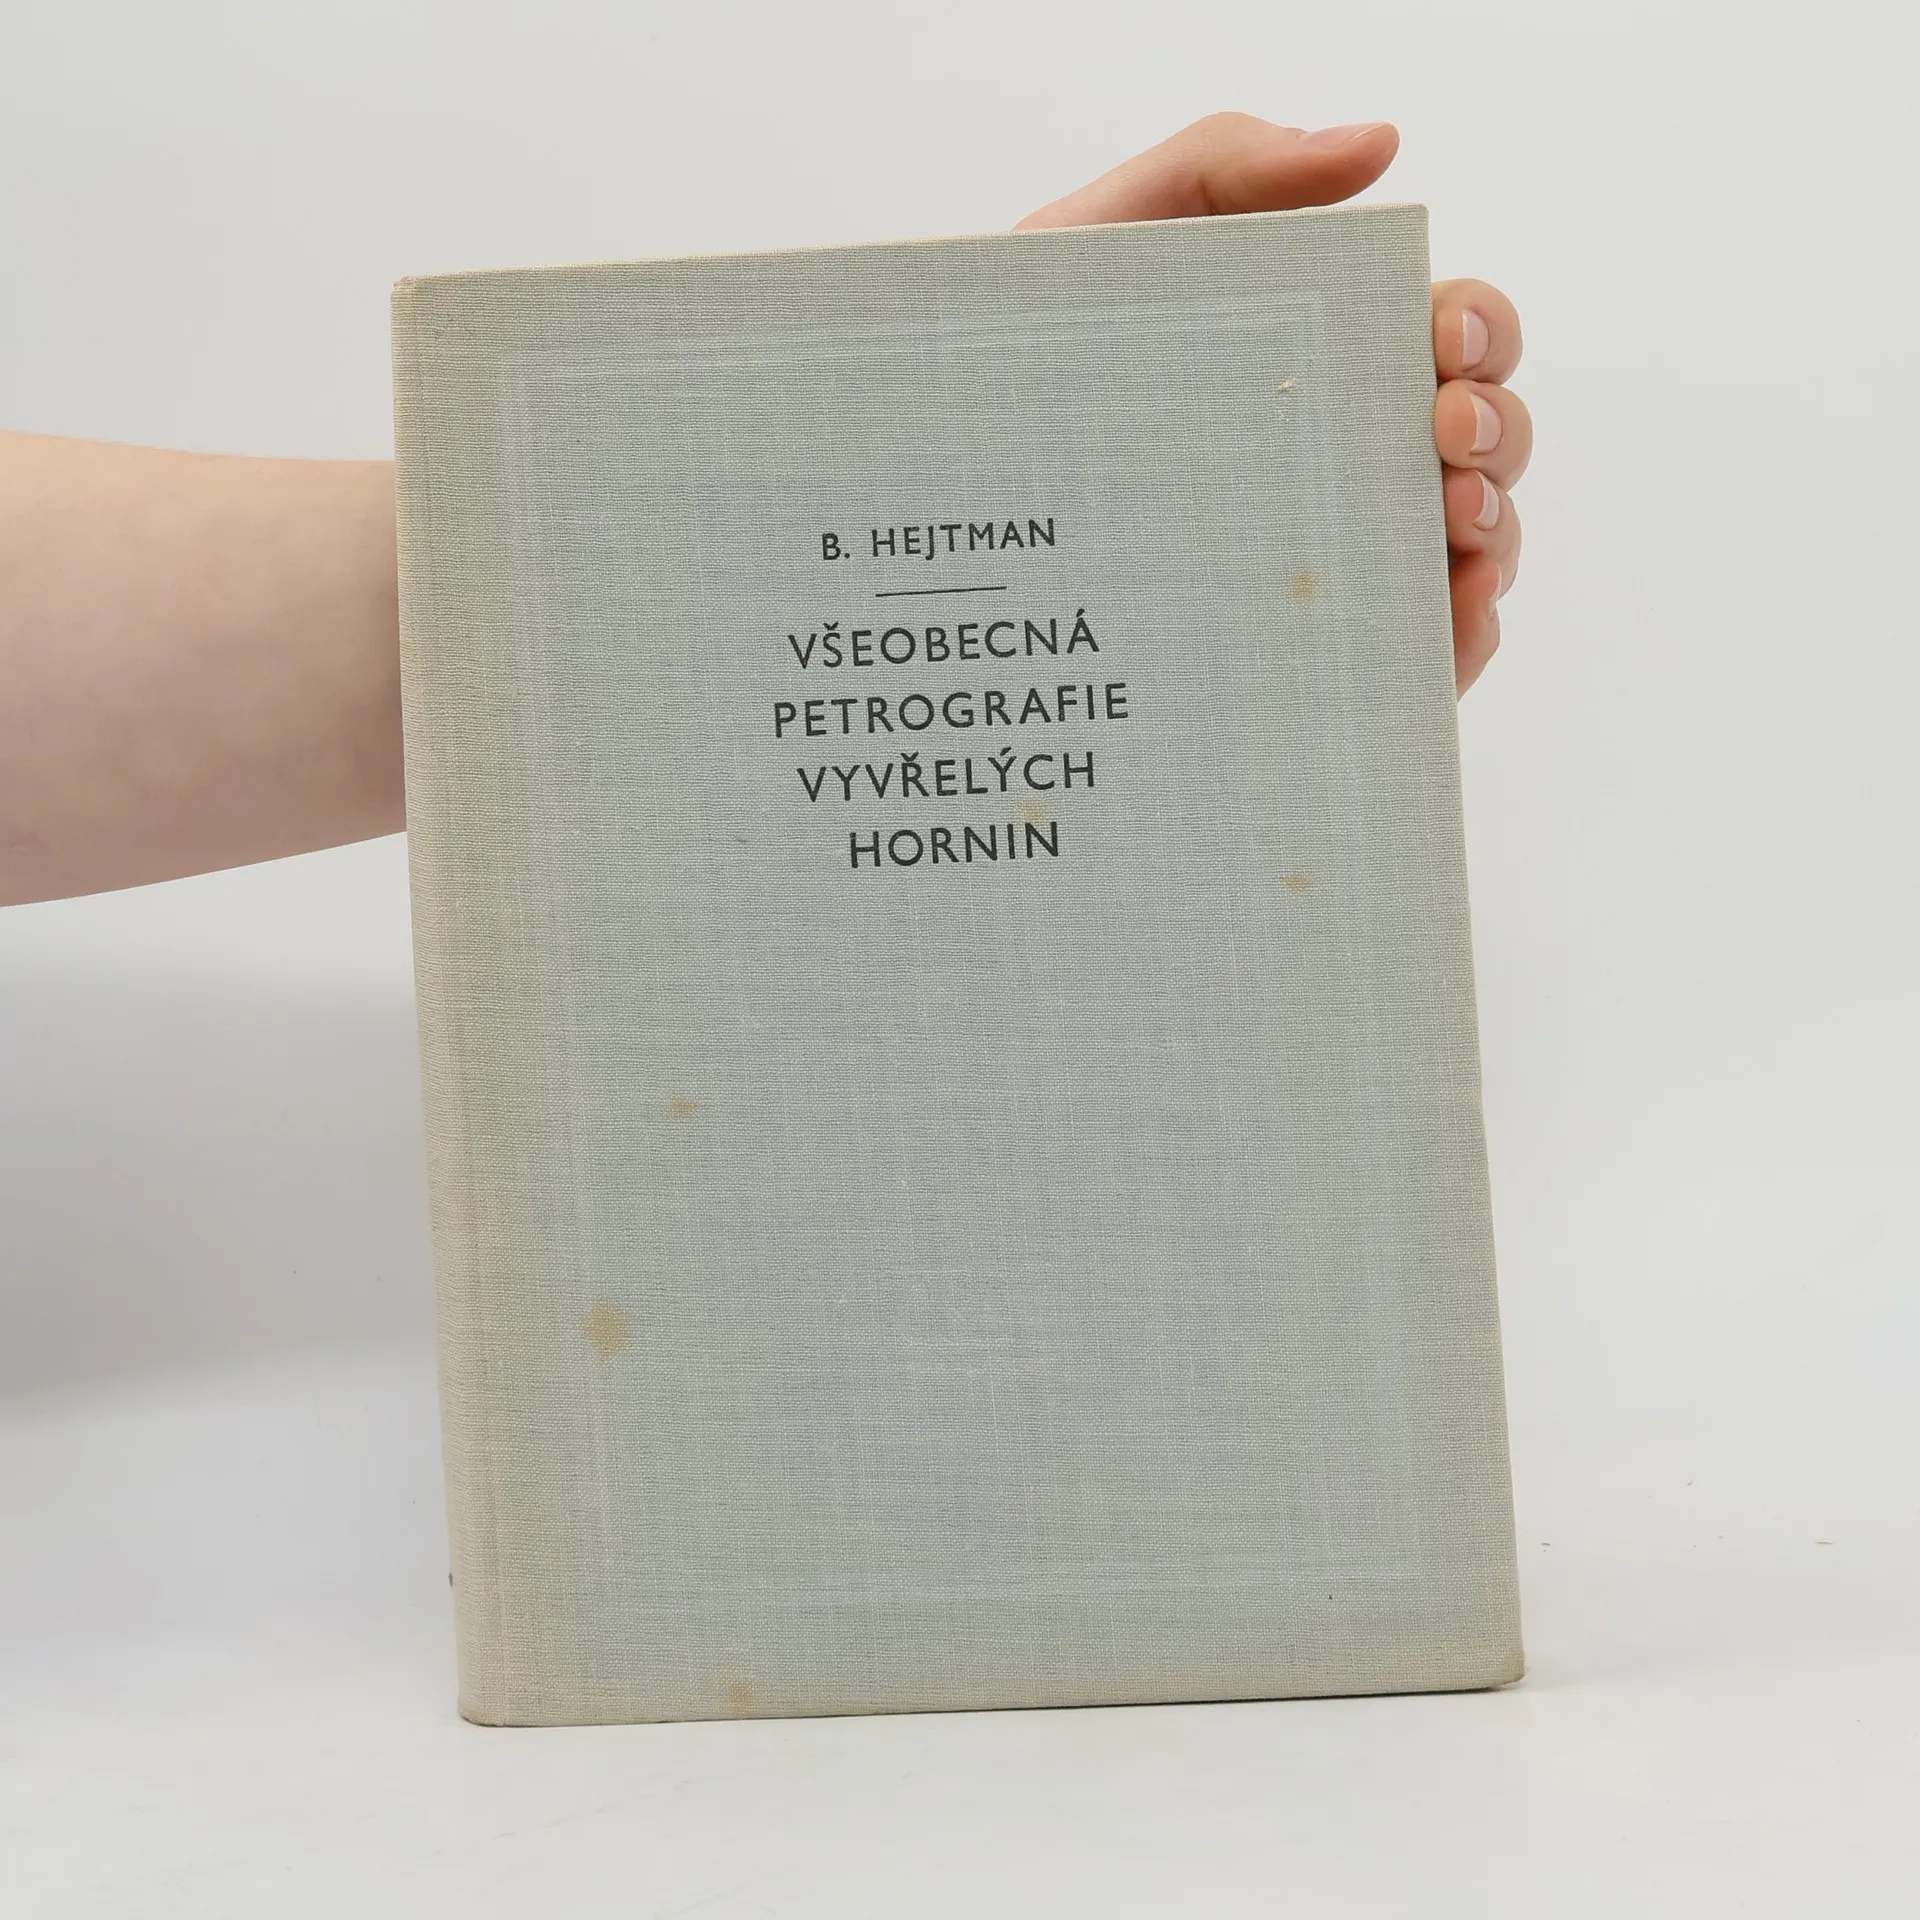 B. HEJTMAN
VŠEOBECNÁ
PETROGRAFIE
VYVŘELÝCH
HORNIN